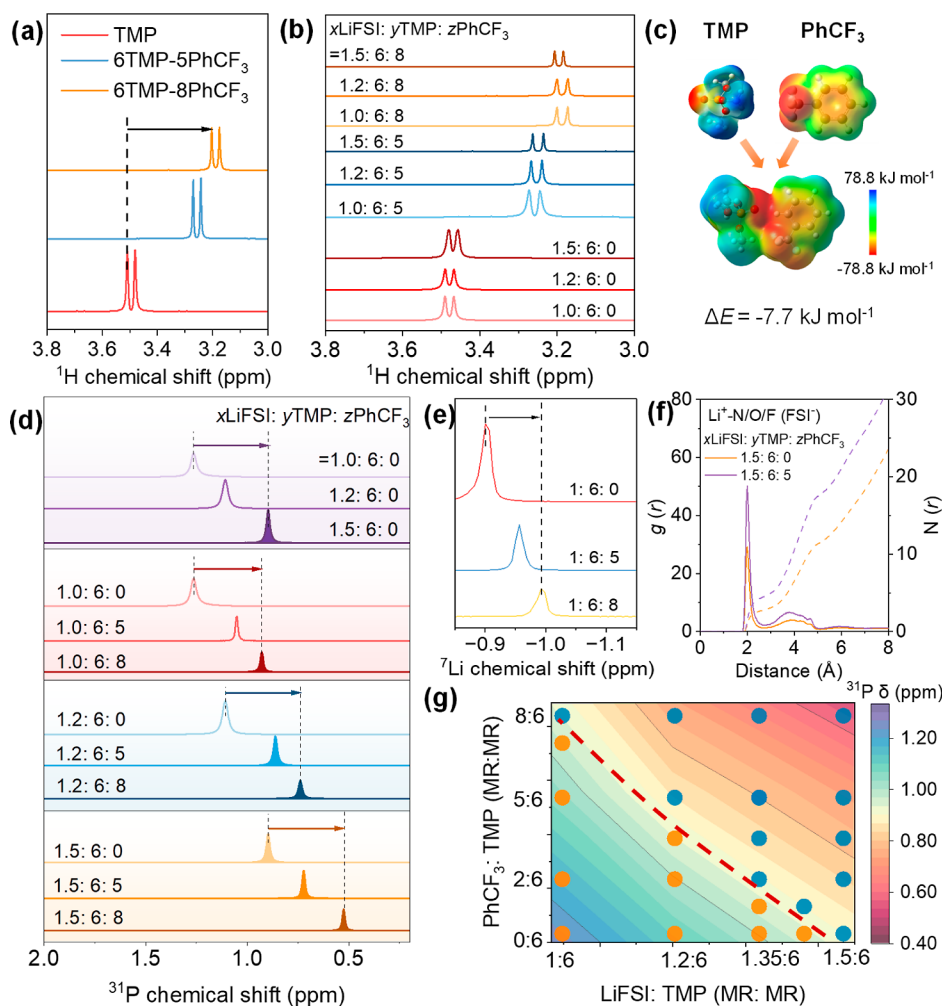 (a)
TMP
6TMP-5PhCF₃
6TMP-8PhCF₃
3.8 3.6 3.4 3.2 3.0
¹H chemical shift (ppm)
(b)
xLiFSI: yTMP: zPhCF₃
=1.5: 6: 8
1.2: 6: 8
1.0: 6: 8
1.5: 6: 5
1.2: 6: 5
1.0: 6: 5
1.5: 6: 0
1.2: 6: 0
1.0: 6: 0
3.8 3.6 3.4 3.2 3.0
¹H chemical shift (ppm)
(c)
TMP PhCF₃
78.8 kJ mol⁻¹
-78.8 kJ mol⁻¹
ΔE = -7.7 kJ mol⁻¹
(d)
xLiFSI: yTMP: zPhCF₃
=1.0: 6: 0
1.2: 6: 0
1.5: 6: 0
1.0: 6: 0
1.0: 6: 5
1.0: 6: 8
1.2: 6: 0
1.2: 6: 5
1.2: 6: 8
1.5: 6: 0
1.5: 6: 5
1.5: 6: 8
2.0 1.5 1.0 0.5
³¹P chemical shift (ppm)
(e)
1: 6: 0
1: 6: 5
1: 6: 8
−0.9 −1.0 −1.1
⁷Li chemical shift (ppm)
(f)
Li⁺-N/O/F (FSI⁻)
xLiFSI: yTMP: zPhCF₃
1.5: 6: 0
1.5: 6: 5
80
60
40
20
0
g (r)
30
20
10
0
N (r)
0 2 4 6 8
Distance (Å)
(g)
³¹P δ (ppm)
1.20
1.00
0.80
0.60
0.40
8:6
5:6
2:6
0:6
PhCF₃: TMP (MR:MR)
1:6 1.2:6 1.35:6 1.5:6
LiFSI: TMP (MR: MR)